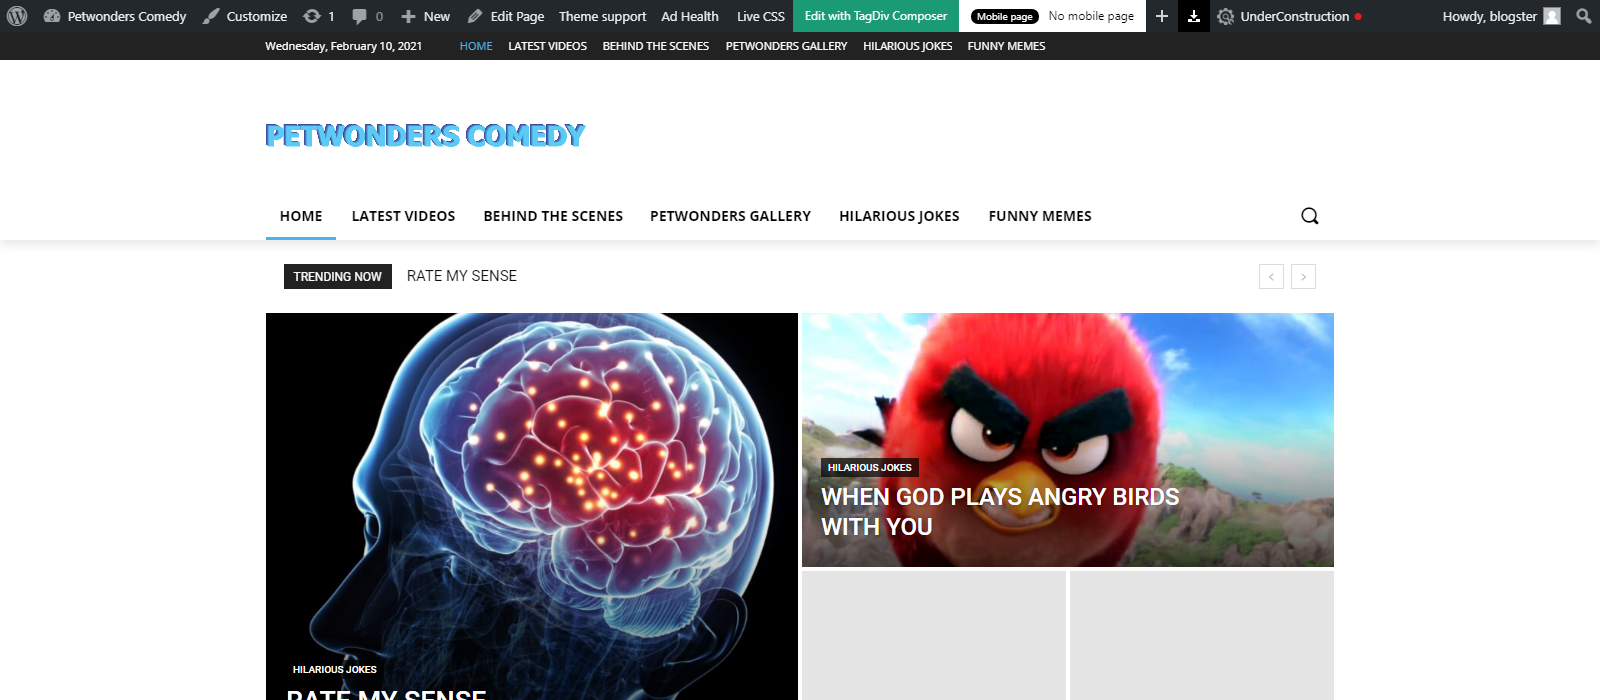 Petwonders Comedy Customize 1 0 New Edit Page Theme support Ad Health Live CSS Edit with TagDiv Composer Mobile page No mobile page UnderConstruction Howdy, blogster
Wednesday, February 10, 2021 HOME LATEST VIDEOS BEHIND THE SCENES PETWONDERS GALLERY HILARIOUS JOKES FUNNY MEMES
PETWONDERS COMEDY
HOME LATEST VIDEOS BEHIND THE SCENES PETWONDERS GALLERY HILARIOUS JOKES FUNNY MEMES
TRENDING NOW RATE MY SENSE
HILARIOUS JOKES
WHEN GOD PLAYS ANGRY BIRDS
WITH YOU
HILARIOUS JOKES
RATE MY SENSE